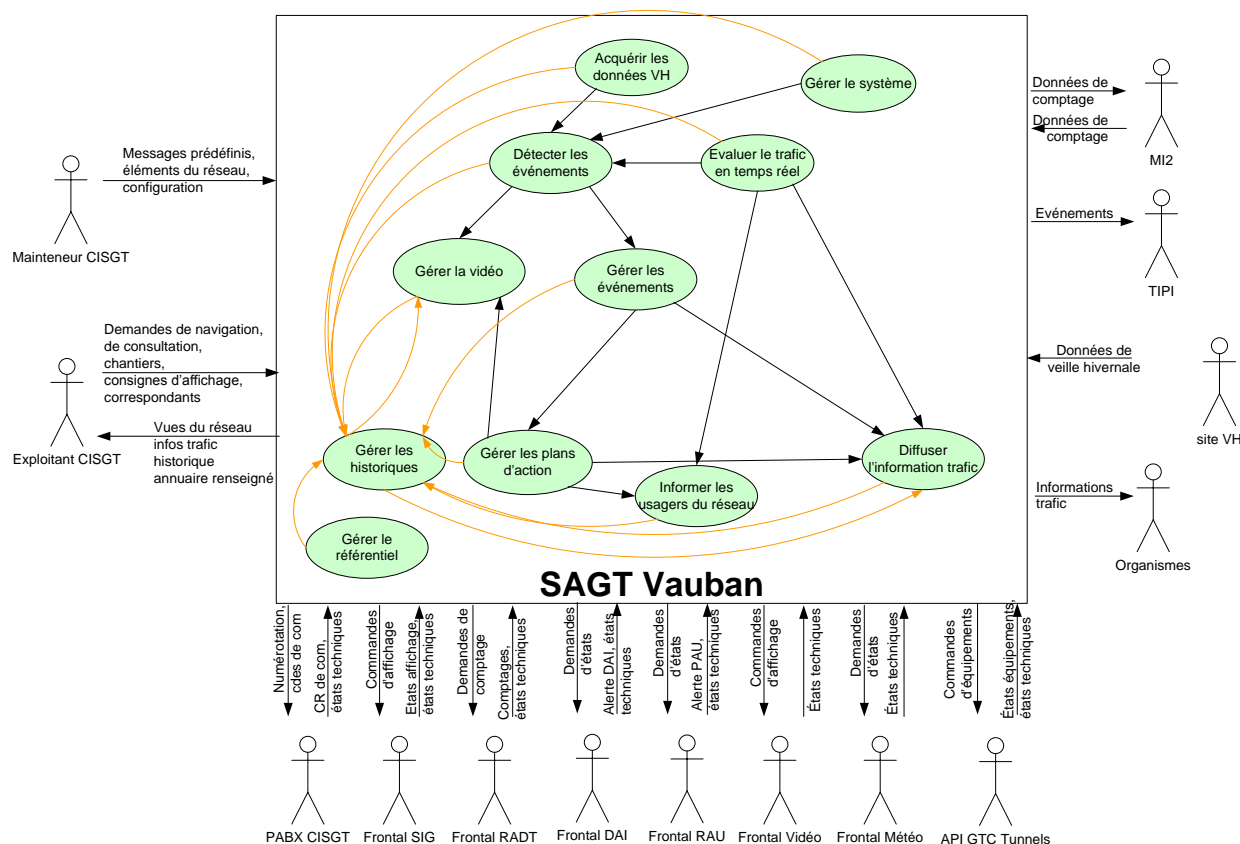 Acquérir les
données VH
Gérer le système
Détecter les
événements
Evaluer le trafic
en temps réel
Gérer la vidéo
Gérer les
événements
Gérer les
historiques
Gérer les plans
d'action
Informer les
usagers du réseau
Diffuser
l'information trafic
Gérer le
référentiel
SAGT Vauban
Messages prédéfinis,
éléments du réseau,
configuration
Mainteneur CISGT
Demandes de navigation,
de consultation,
chantiers,
consignes d'affichage,
correspondants
Vues du réseau
infos trafic
historique
annuaire renseigné
Exploitant CISGT
Données de
comptage
Données de
comptage
MI2
Evénements
TIPI
Données de
veille hivernale
site VH
Informations
trafic
Organismes
Numérotation,
cdes de com
CR de com,
états techniques
Commandes
d'affichage
Etats affichage,
états techniques
Demandes de
comptage
Comptages,
états techniques
Demandes
d'états
Alerte DAI, états
techniques
Demandes
d'états
Alerte PAU,
états techniques
Commandes
d'affichage
États techniques
Demandes
d'états
États techniques
Commandes
d'équipements
États équipements,
états techniques
PABX CISGT
Frontal SIG
Frontal RADT
Frontal DAI
Frontal RAU
Frontal Vidéo
Frontal Météo
API GTC Tunnels